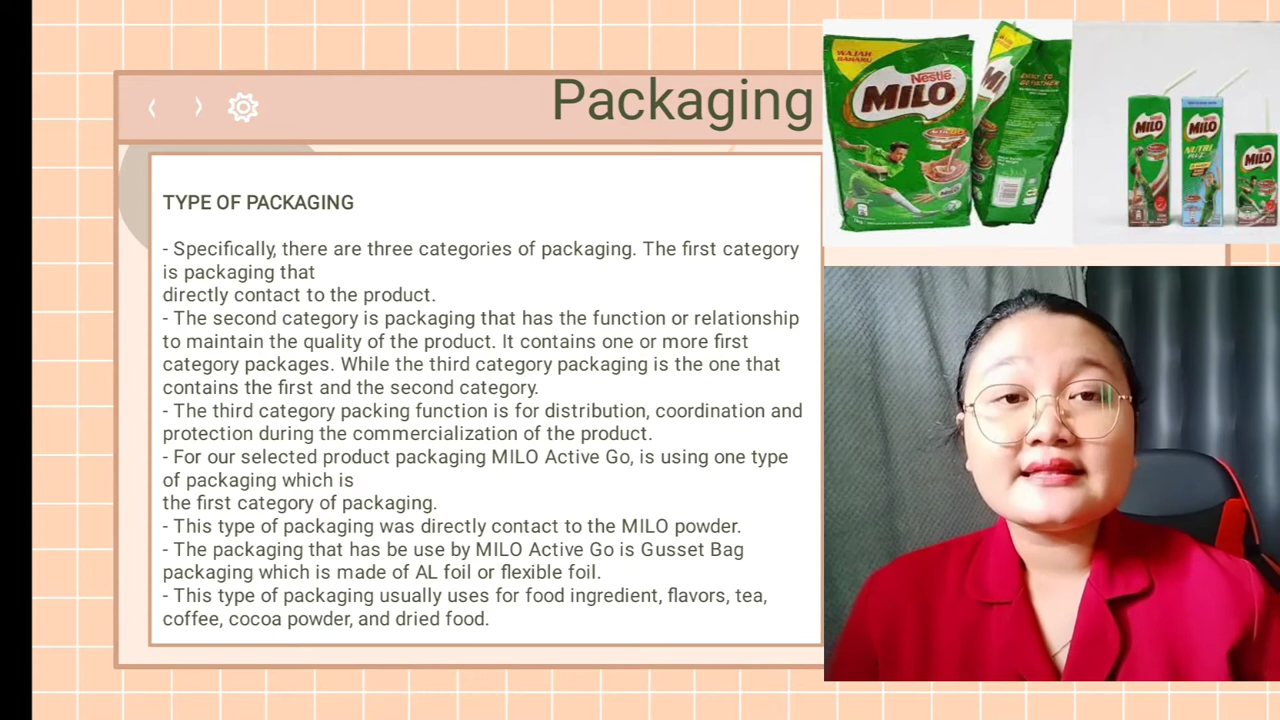 Packaging
TYPE OF PACKAGING
- Specifically, there are three categories of packaging. The first category
is packaging that
directly contact to the product.
- The second category is packaging that has the function or relationship
to maintain the quality of the product. It contains one or more first
category packages. While the third category packaging is the one that
contains the first and the second category.
- The third category packing function is for distribution, coordination and
protection during the commercialization of the product.
- For our selected product packaging MILO Active Go, is using one type
of packaging which is
the first category of packaging.
- This type of packaging was directly contact to the MILO powder.
- The packaging that has be use by MILO Active Go is Gusset Bag
packaging which is made of AL foil or flexible foil.
- This type of packaging usually uses for food ingredient, flavors, tea,
coffee, cocoa powder, and dried food.
WAJAH
BAHARU
Nestlé
MILO
MILO
MILO
MILO